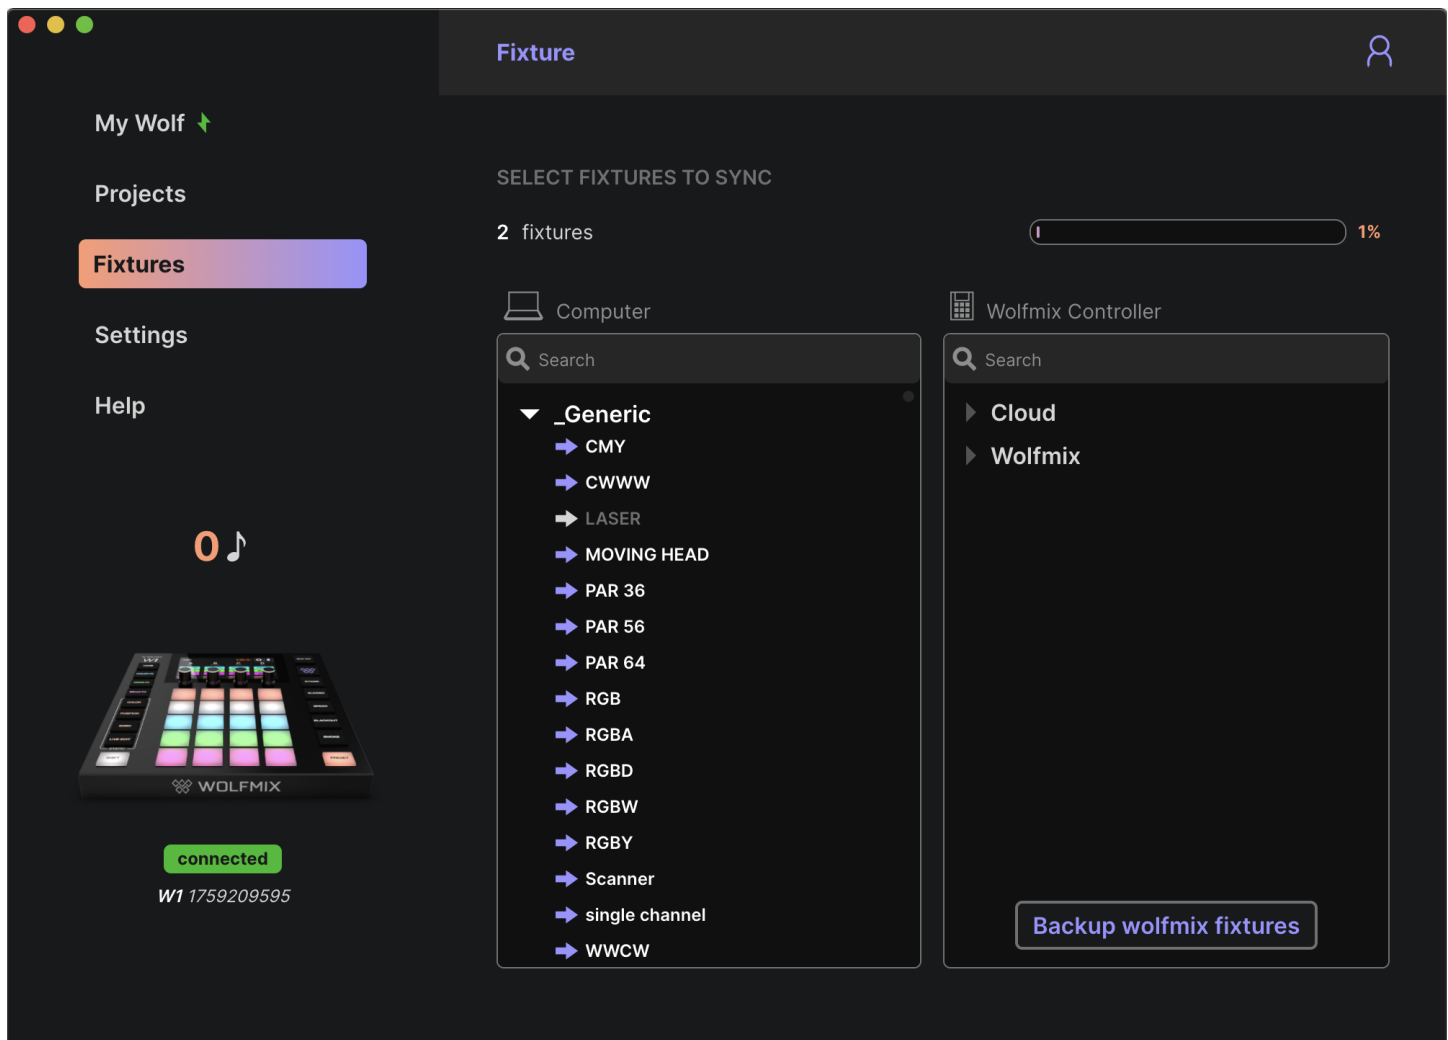 Fixture
My Wolf
Projects
Fixtures
Settings
Help
0
WOLFMIX
connected
W1 1759209595
SELECT FIXTURES TO SYNC
2 fixtures
1%
Computer
Search
_Generic
CMY
CWWW
LASER
MOVING HEAD
PAR 36
PAR 56
PAR 64
RGB
RGBA
RGBD
RGBW
RGBY
Scanner
single channel
WWCW
Wolfmix Controller
Search
Cloud
Wolfmix
Backup wolfmix fixtures